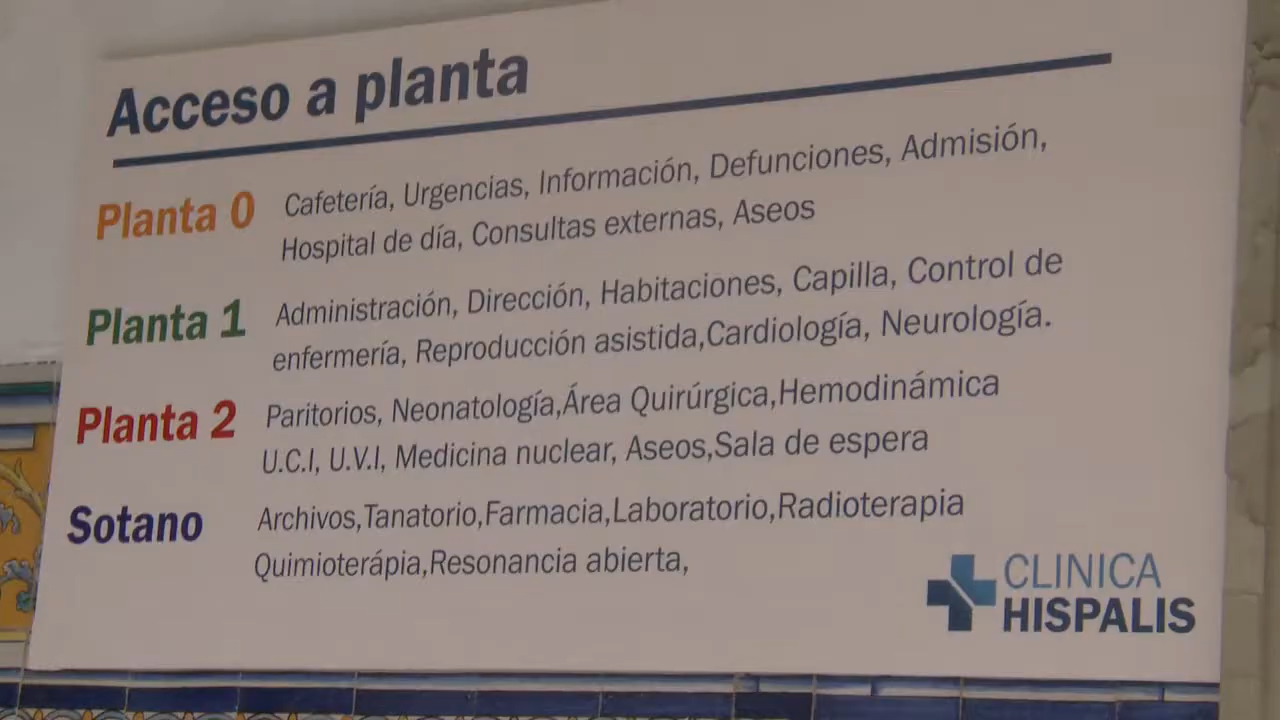 Acceso a planta
Planta 0 Cafetería, Urgencias, Información, Defunciones, Admisión,
Hospital de día, Consultas externas, Aseos
Planta 1 Administración, Dirección, Habitaciones, Capilla, Control de
enfermería, Reproducción asistida,Cardiología, Neurología.
Planta 2 Paritorios, Neonatología,Área Quirúrgica,Hemodinámica
U.C.I, U.V.I, Medicina nuclear, Aseos,Sala de espera
Sotano Archivos,Tanatorio,Farmacia,Laboratorio,Radioterapia
Quimioterápia,Resonancia abierta,
CLINICA
HISPALIS